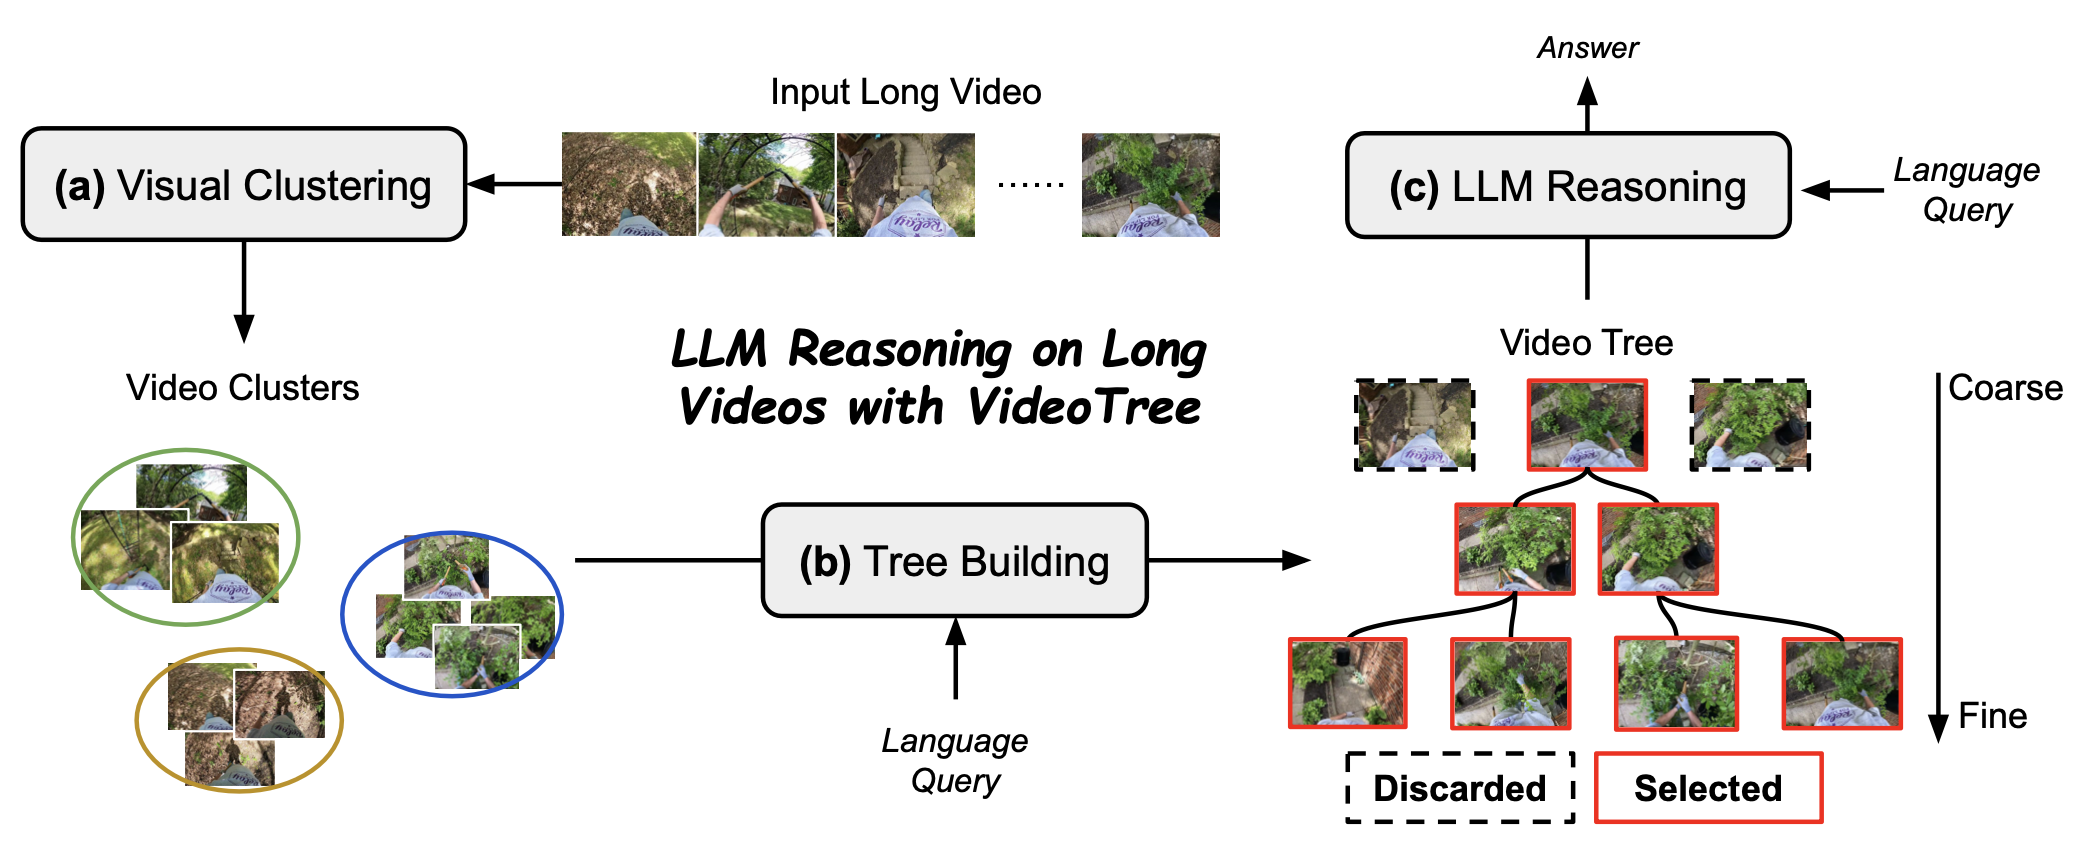 Input Long Video
(a) Visual Clustering
Video Clusters
LLM Reasoning on Long
Videos with VideoTree
(b) Tree Building
Language
Query
Answer
(c) LLM Reasoning
Language
Query
Video Tree
Coarse
Fine
Discarded
Selected